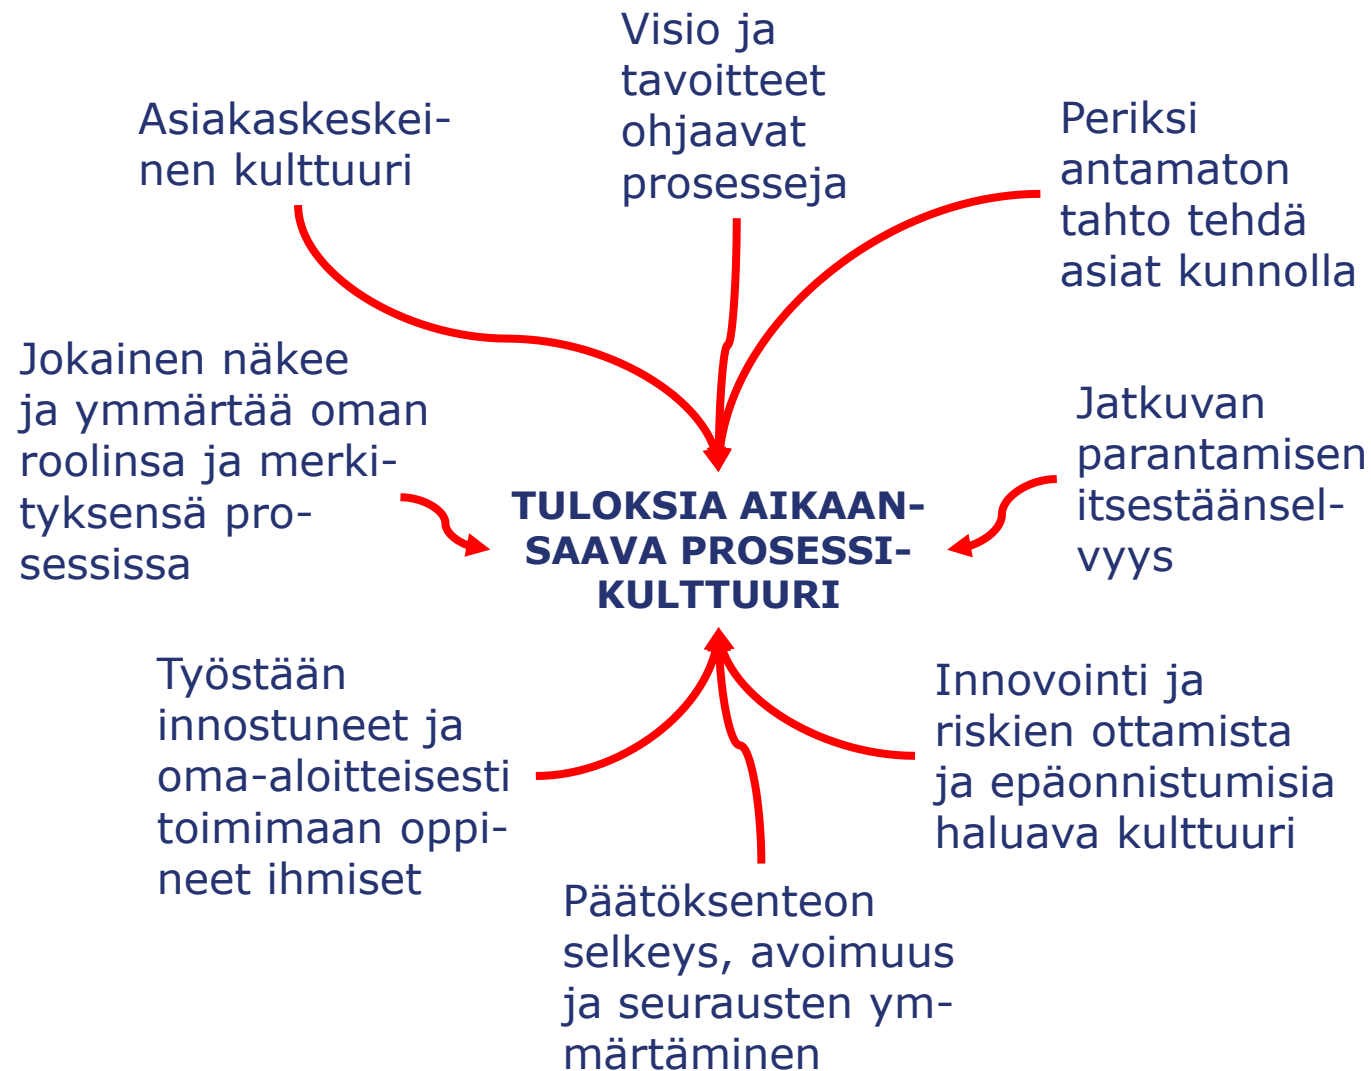 Visio ja
tavoitteet
ohjaavat
prosesseja
Asiakaskeskei-
nen kulttuuri
Periksi
antamaton
tahto tehdä
asiat kunnolla
Jokainen näkee
ja ymmärtää oman
roolinsa ja merki-
tyksensä pro-
sessissa
Jatkuvan
parantamisen
itsestäänsel-
vyys
TULOKSIA AIKAAN-
SAAVA PROSESSI-
KULTTUURI
Työstään
innostuneet ja
oma-aloitteisesti
toimimaan oppi-
neet ihmiset
Innovointi ja
riskien ottamista
ja epäonnistumisia
haluava kulttuuri
Päätöksenteon
selkeys, avoimuus
ja seurausten ym-
märtäminen